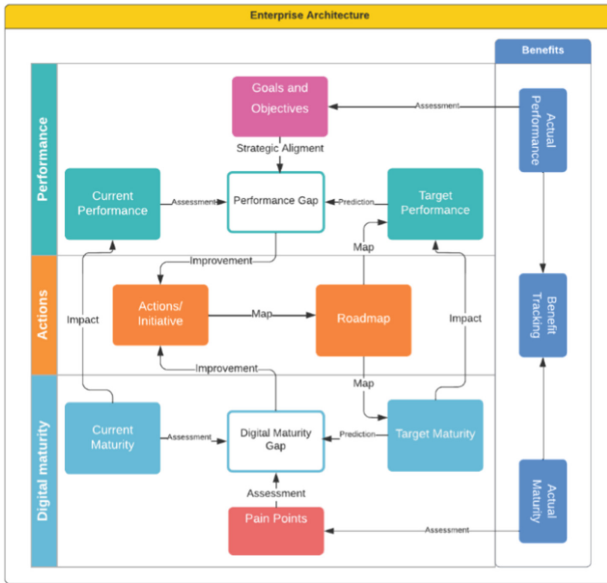 Enterprise Architecture
Benefits
Performance
Goals and
Objectives
Assessment
Actual
Performance
Strategic Aligment
Current
Performance
Assessment
Performance Gap
Prediction
Target
Performance
Improvement
Map
Actions
Actions/
Initiative
Map
Roadmap
Impact
Impact
Benefit
Tracking
Improvement
Map
Digital maturity
Current
Maturity
Assessment
Digital Maturity
Gap
Prediction
Target Maturity
Assessment
Pain Points
Assessment
Actual
Maturity